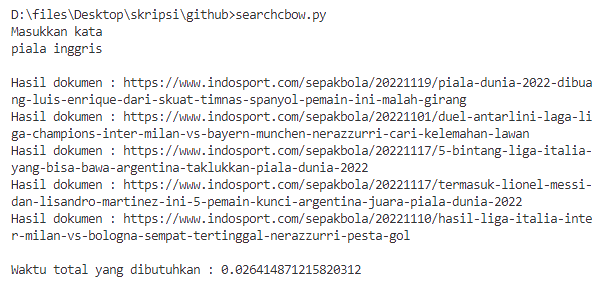 D:\files\Desktop\skripsi\github>searchcbow.py
Masukkan kata
piala inggris
Hasil dokumen : https://www.indosport.com/sepakbola/20221119/piala-dunia-2022-dibua
ng-luis-enrique-dari-skuat-timnas-spanyol-pemain-ini-malah-girang
Hasil dokumen : https://www.indosport.com/sepakbola/20221101/duel-antarlini-laga-li
ga-champions-inter-milan-vs-bayern-munchen-nerazzurri-cari-kelemahan-lawan
Hasil dokumen : https://www.indosport.com/sepakbola/20221117/5-bintang-liga-italia-
yang-bisa-bawa-argentina-taklukkan-piala-dunia-2022
Hasil dokumen : https://www.indosport.com/sepakbola/20221117/termasuk-lionel-messi-
dan-lisandro-martinez-ini-5-pemain-kunci-argentina-juara-piala-dunia-2022
Hasil dokumen : https://www.indosport.com/sepakbola/20221110/hasil-liga-italia-inte
r-milan-vs-bologna-sempat-tertinggal-nerazzurri-pesta-gol
Waktu total yang dibutuhkan : 0.026414871215820312